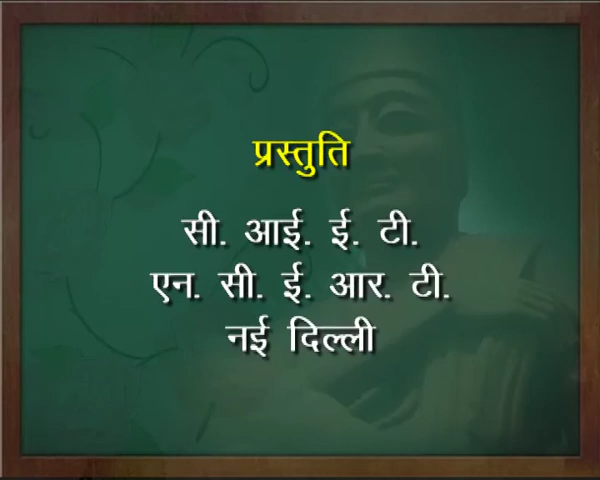 प्रस्तुति
सी. आई. ई. टी.
एन. सी. ई. आर. टी.
नई दिल्ली